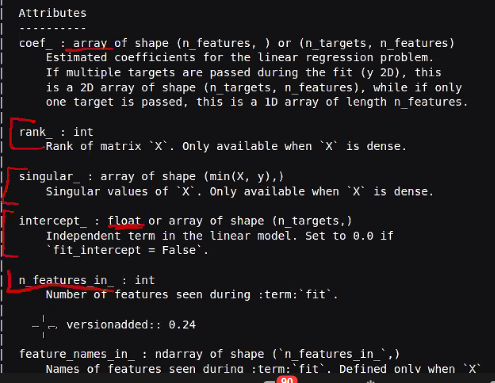 Attributes
----------
coef_ : array of shape (n_features, ) or (n_targets, n_features)
Estimated coefficients for the linear regression problem.
If multiple targets are passed during the fit (y 2D), this
is a 2D array of shape (n_targets, n_features), while if only
one target is passed, this is a 1D array of length n_features.
rank_ : int
Rank of matrix `X`. Only available when `X` is dense.
singular_ : array of shape (min(X, y),)
Singular values of `X`. Only available when `X` is dense.
intercept_ : float or array of shape (n_targets,)
Independent term in the linear model. Set to 0.0 if
`fit_intercept = False`.
n_features_in_ : int
Number of features seen during :term:`fit`.
versionadded:: 0.24
feature_names_in_ : ndarray of shape (`n_features_in_`,)
Names of features seen during :term:`fit`. Defined only when `X`
90